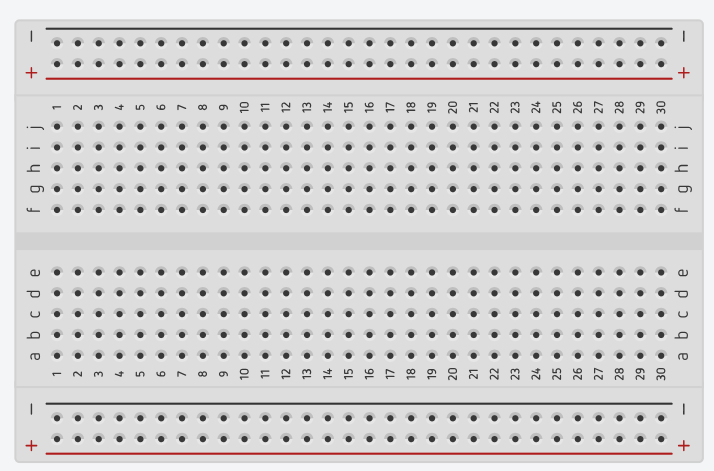 − −
+ +
1 2 3 4 5 6 7 8 9 10 11 12 13 14 15 16 17 18 19 20 21 22 23 24 25 26 27 28 29 30
j j
i i
h h
g g
f f
e e
d d
c c
b b
a a
1 2 3 4 5 6 7 8 9 10 11 12 13 14 15 16 17 18 19 20 21 22 23 24 25 26 27 28 29 30
− −
+ +